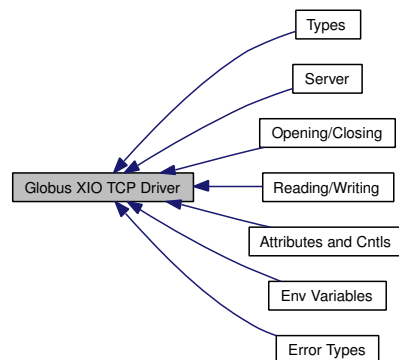 Types
Server
Opening/Closing
Globus XIO TCP Driver
Reading/Writing
Attributes and Cntls
Env Variables
Error Types